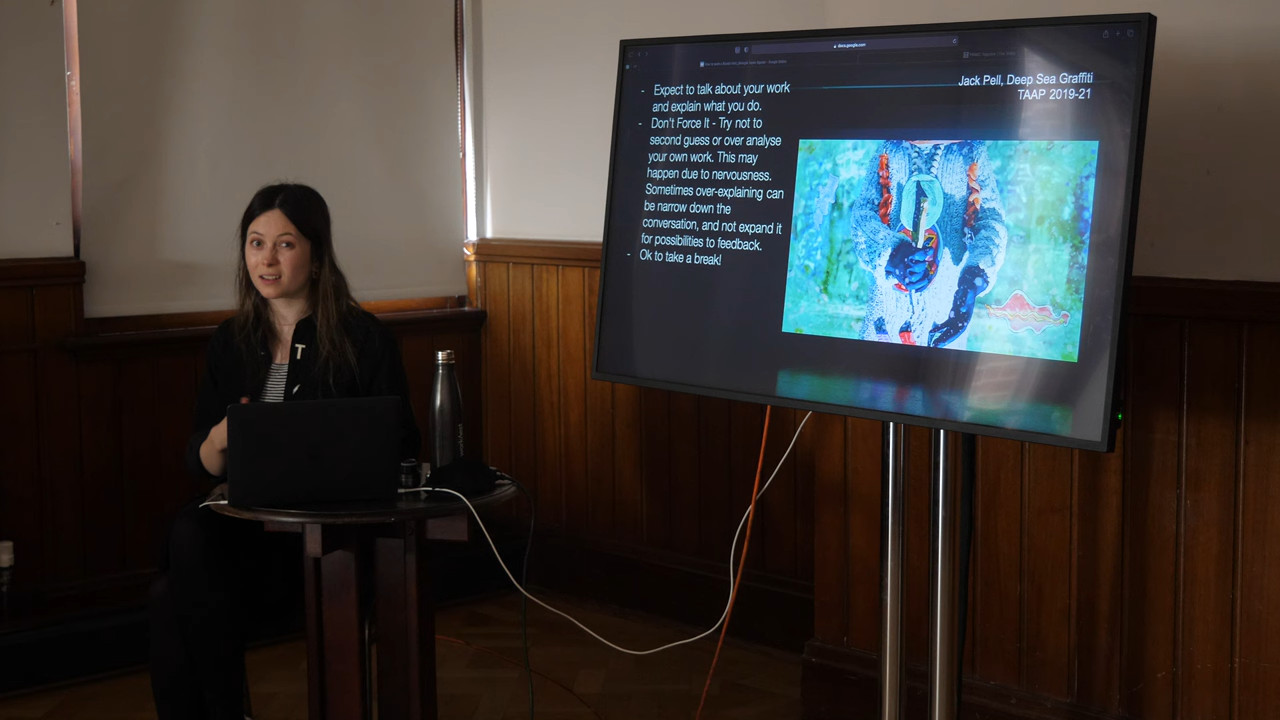 docs.google.com
- Expect to talk about your work
and explain what you do.
- Don't Force It - Try not to
second guess or over analyse
your own work. This may
happen due to nervousness.
Sometimes over-explaining can
be narrow down the
conversation, and not expand it
for possibilities to feedback.
- Ok to take a break!
Jack Pell, Deep Sea Graffiti
TAAP 2019-21
T